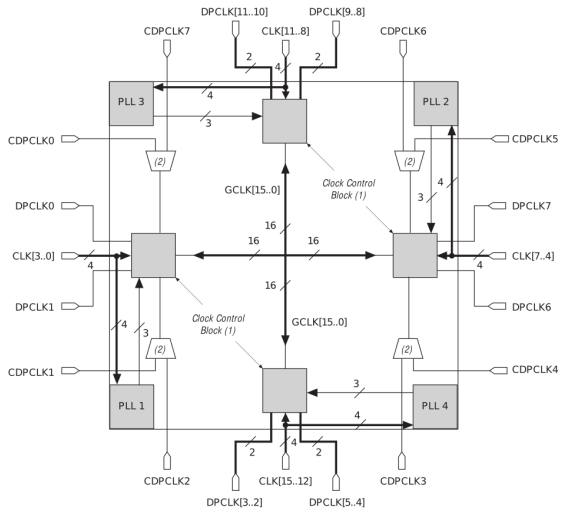 DPCLK[11..10]
DPCLK[9..8]
CDPCLK7
CLK[11..8]
CDPCLK6
2
4
2
PLL 3
4
PLL 2
3
CDPCLK0
(2)
(2)
CDPCLK5
Clock Control
Block (1)
GCLK[15..0]
3
4
DPCLK0
DPCLK7
16
16
16
CLK[3..0]
4
CLK[7..4]
4
16
DPCLK1
DPCLK6
Clock Control
Block (1)
GCLK[15..0]
4
3
(2)
(2)
CDPCLK1
CDPCLK4
PLL 1
3
PLL 4
4
2
4
2
CDPCLK2
CLK[15..12]
CDPCLK3
DPCLK[3..2]
DPCLK[5..4]